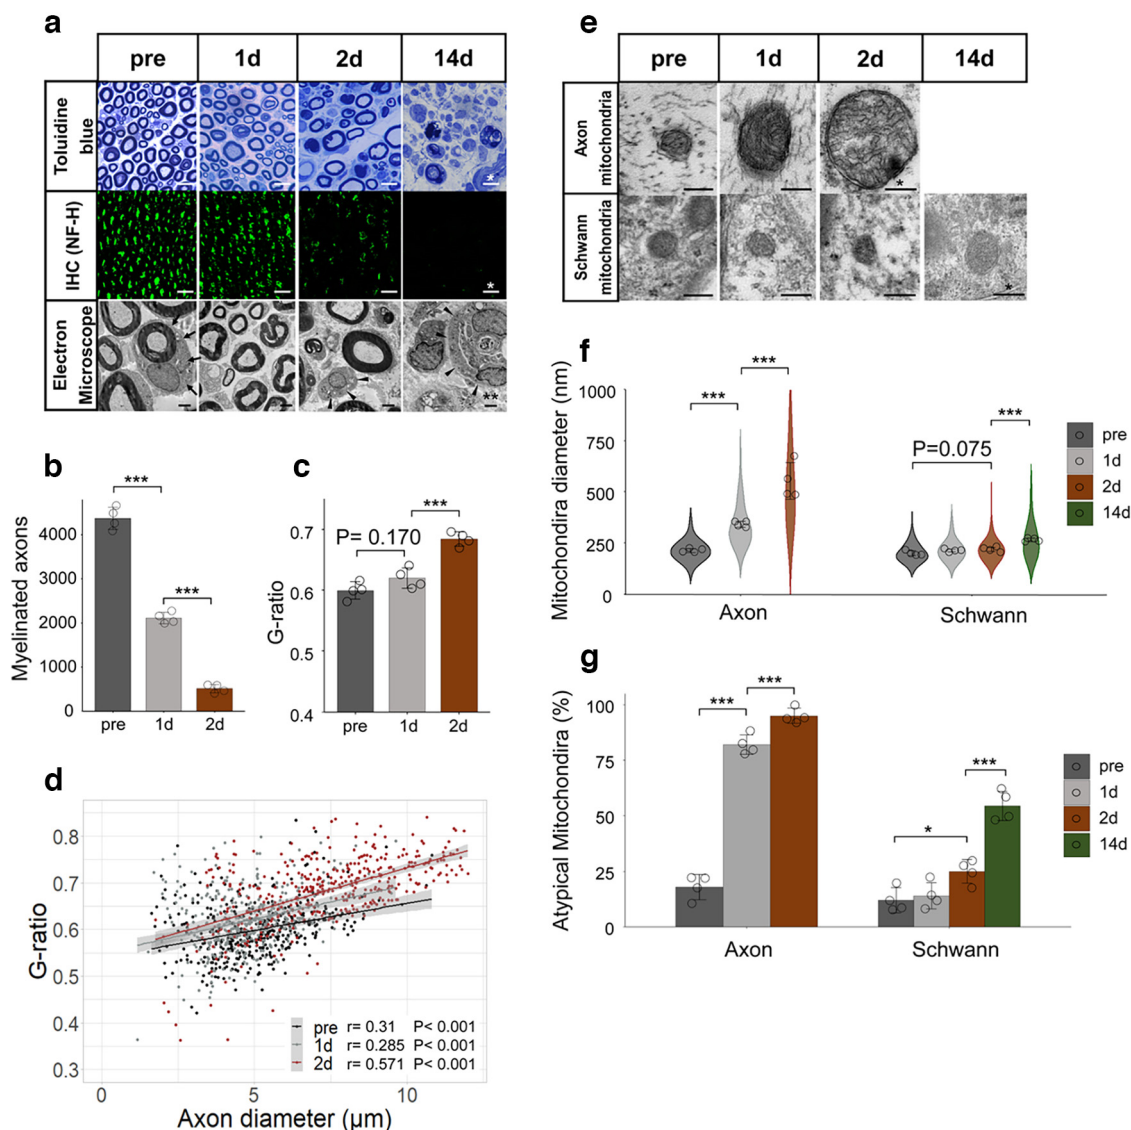 a
pre 1d 2d 14d
Toluidine blue
*
IHC (NF-H)
*
Electron Microscope
**
b
Myelinated axons
4000
3000
2000
1000
0
***
***
pre 1d 2d
c
G-ratio
0.7
0.6
0.5
0.4
P= 0.170
***
pre 1d 2d
d
G-ratio
0.8
0.7
0.6
0.5
0.4
0.3
pre r= 0.31 P< 0.001
1d r= 0.285 P< 0.001
2d r= 0.571 P< 0.001
0 5 10
Axon diameter (µm)
e
pre 1d 2d 14d
Axon mitochondria
*
Schwann mitochondria
*
f
Mitochondira diameter (nm)
1000
750
500
250
0
***
***
P=0.075
***
Axon Schwann
pre
1d
2d
14d
g
Atypical Mitochondira (%)
100
75
50
25
0
***
***
*
***
Axon Schwann
pre
1d
2d
14d